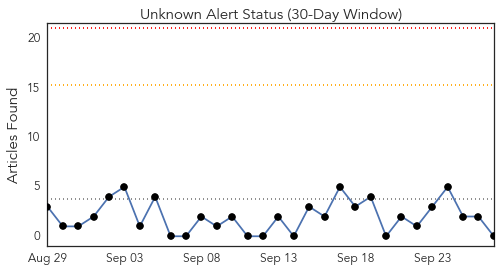 Unknown Alert Status (30-Day Window)
Articles Found
20
15
10
5
0
Aug 29 Sep 03 Sep 08 Sep 13 Sep 18 Sep 23